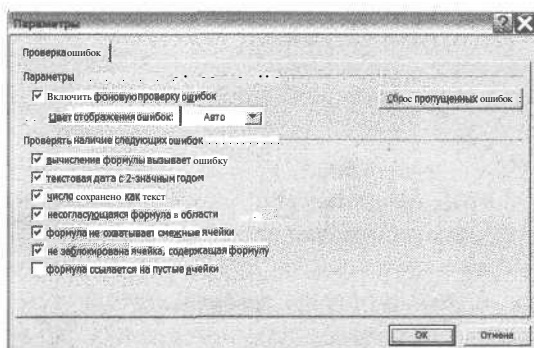 Параметры
Проверка ошибок
Параметры
Включить фоновую проверку ошибок
Сброс пропущенных ошибок
Цвет отображения ошибок: Авто
Проверять наличие следующих ошибок
вычисление формулы вызывает ошибку
текстовая дата с 2-значным годом
число сохранено как текст
несогласующаяся формула в области
формула не охватывает смежные ячейки
не заблокирована ячейка, содержащая формулу
формула ссылается на пустые ячейки
ОК Отмена